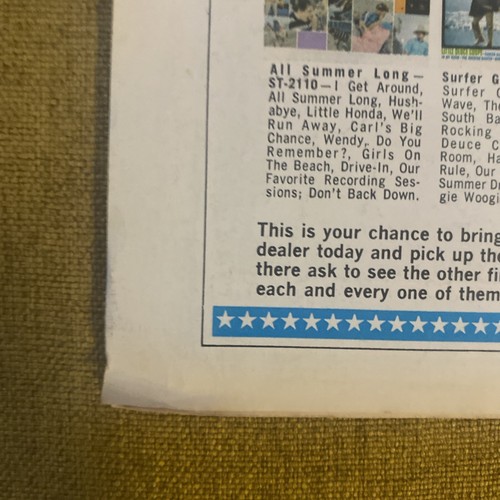 All Summer Long—
ST-2110—I Get Around,
All Summer Long, Hush-
abye, Little Honda, We'll
Run Away, Carl's Big
Chance, Wendy, Do You
Remember?, Girls On
The Beach, Drive-In, Our
Favorite Recording Ses-
sions; Don't Back Down.
Surfer G
Surfer
Wave, The
South Ba
Rocking
Deuce C
Room, Ha
Rule, Our
Summer D
gie Woogi
This is your chance to bring
dealer today and pick up the
there ask to see the other fi
each and every one of them